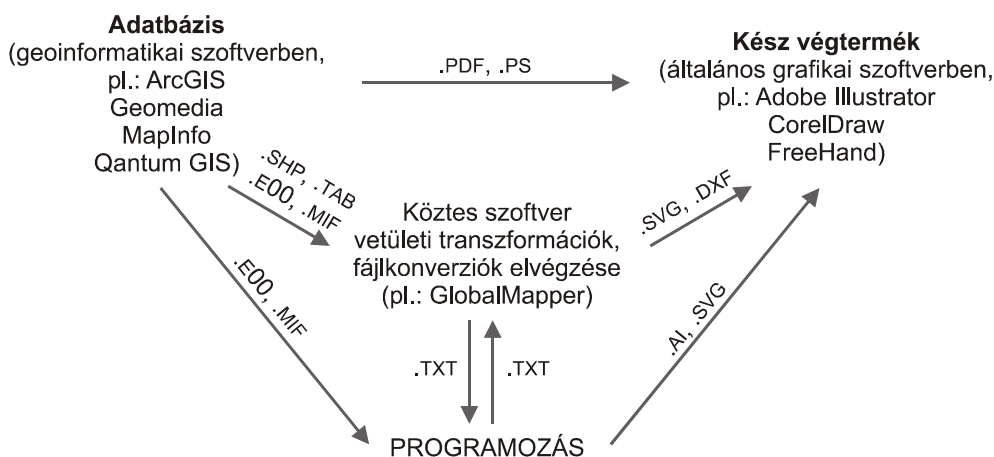 Adatbázis
(geoinformatikai szoftverben,
pl.: ArcGIS
Geomedia
MapInfo
Qantum GIS)
.PDF, .PS
Kész végtermék
(általános grafikai szoftverben,
pl.: Adobe Illustrator
CorelDraw
FreeHand)
.SHP, .TAB
.E00, .MIF
Köztes szoftver
vetületi transzformációk,
fájlkonverziók elvégzése
(pl.: GlobalMapper)
.SVG, .DXF
.E00, .MIF
.TXT
.TXT
.AI, .SVG
PROGRAMOZÁS